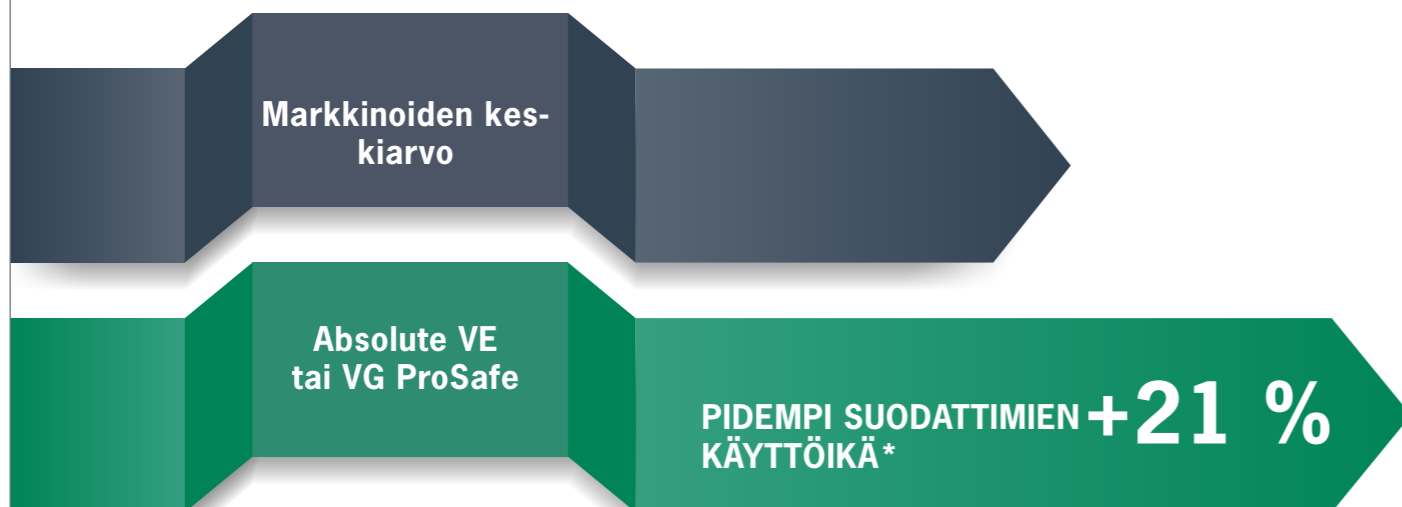 Markkinoiden kes-
kiarvo
Absolute VE
tai VG ProSafe
PIDEMPI SUODATTIMIEN +21 %
KÄYTTÖIKÄ*